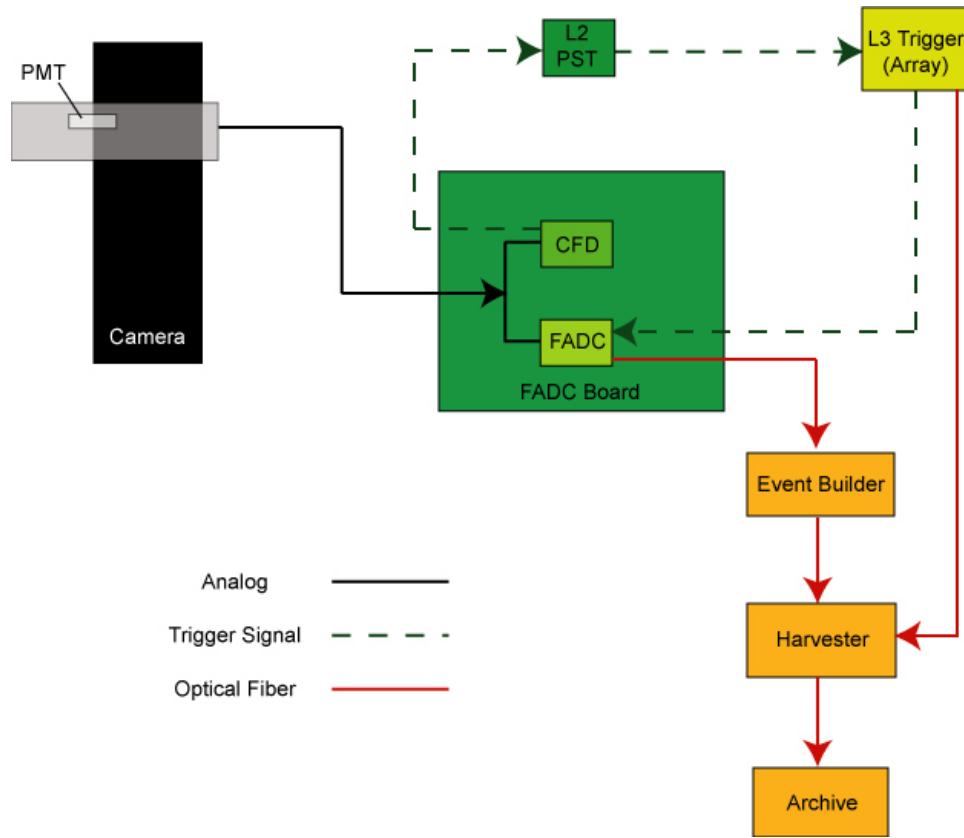 L2
PST
L3 Trigger
(Array)
PMT
CFD
Camera
FADC
FADC Board
Event Builder
Analog
Trigger Signal
Harvester
Optical Fiber
Archive